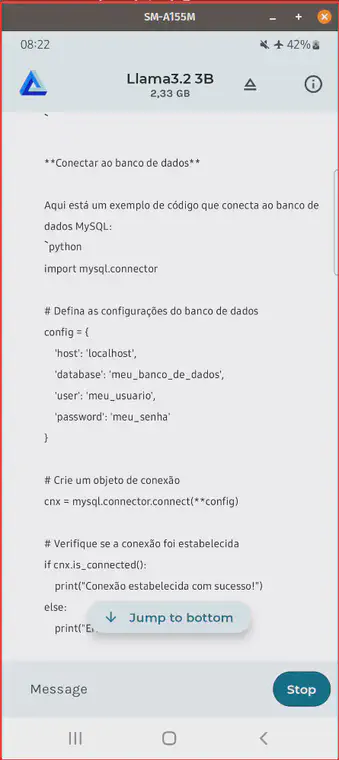 SM-A155M
08:22
42%
Llama3.2 3B
2,33 GB
`
**Conectar ao banco de dados**
Aqui está um exemplo de código que conecta ao banco de
dados MySQL:
`python
import mysql.connector
# Defina as configurações do banco de dados
config = {
'host': 'localhost',
'database': 'meu_banco_de_dados',
'user': 'meu_usuario',
'password': 'meu_senha'
}
# Crie um objeto de conexão
cnx = mysql.connector.connect(**config)
# Verifique se a conexão foi estabelecida
if cnx.is_connected():
print("Conexão estabelecida com sucesso!")
else:
print("E
Jump to bottom
Message
Stop